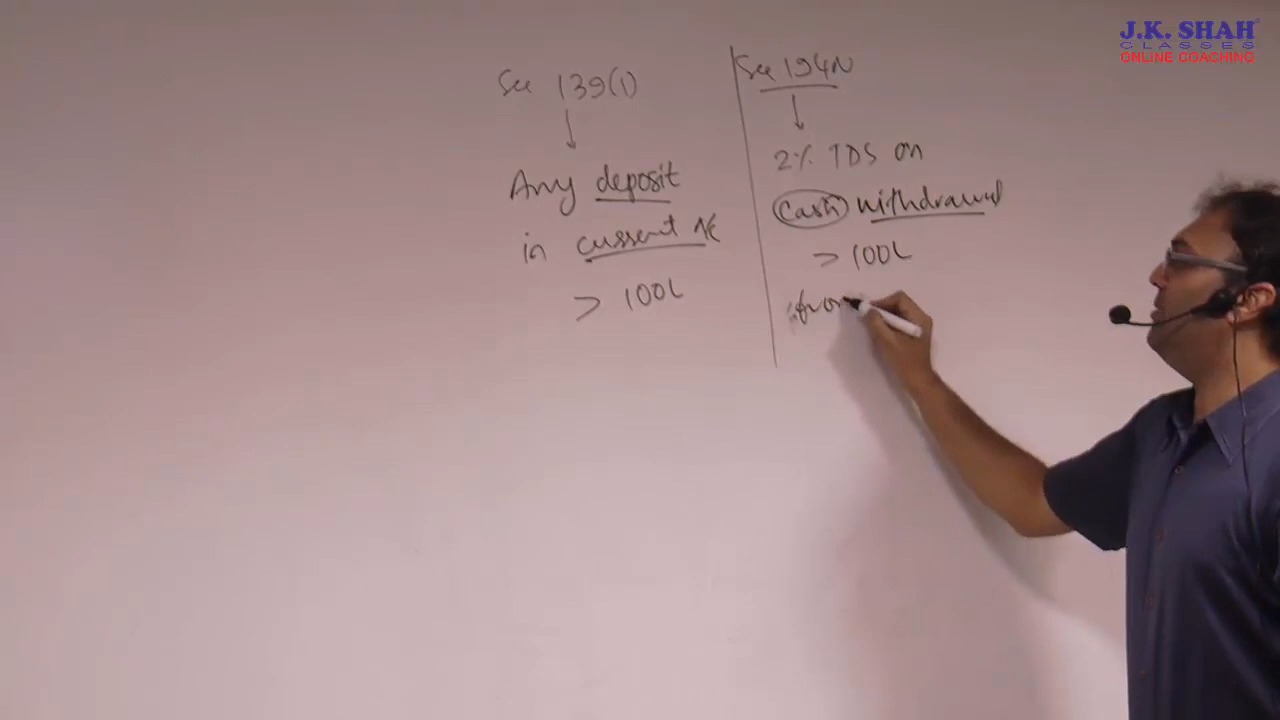 J.K. SHAH
CLASSES
ONLINE COACHING
Sec 139(1)
↓
Any deposit
in current A/c
> 100L
Sec 194N
↓
2% TDS on
cash withdrawal
> 100L
from